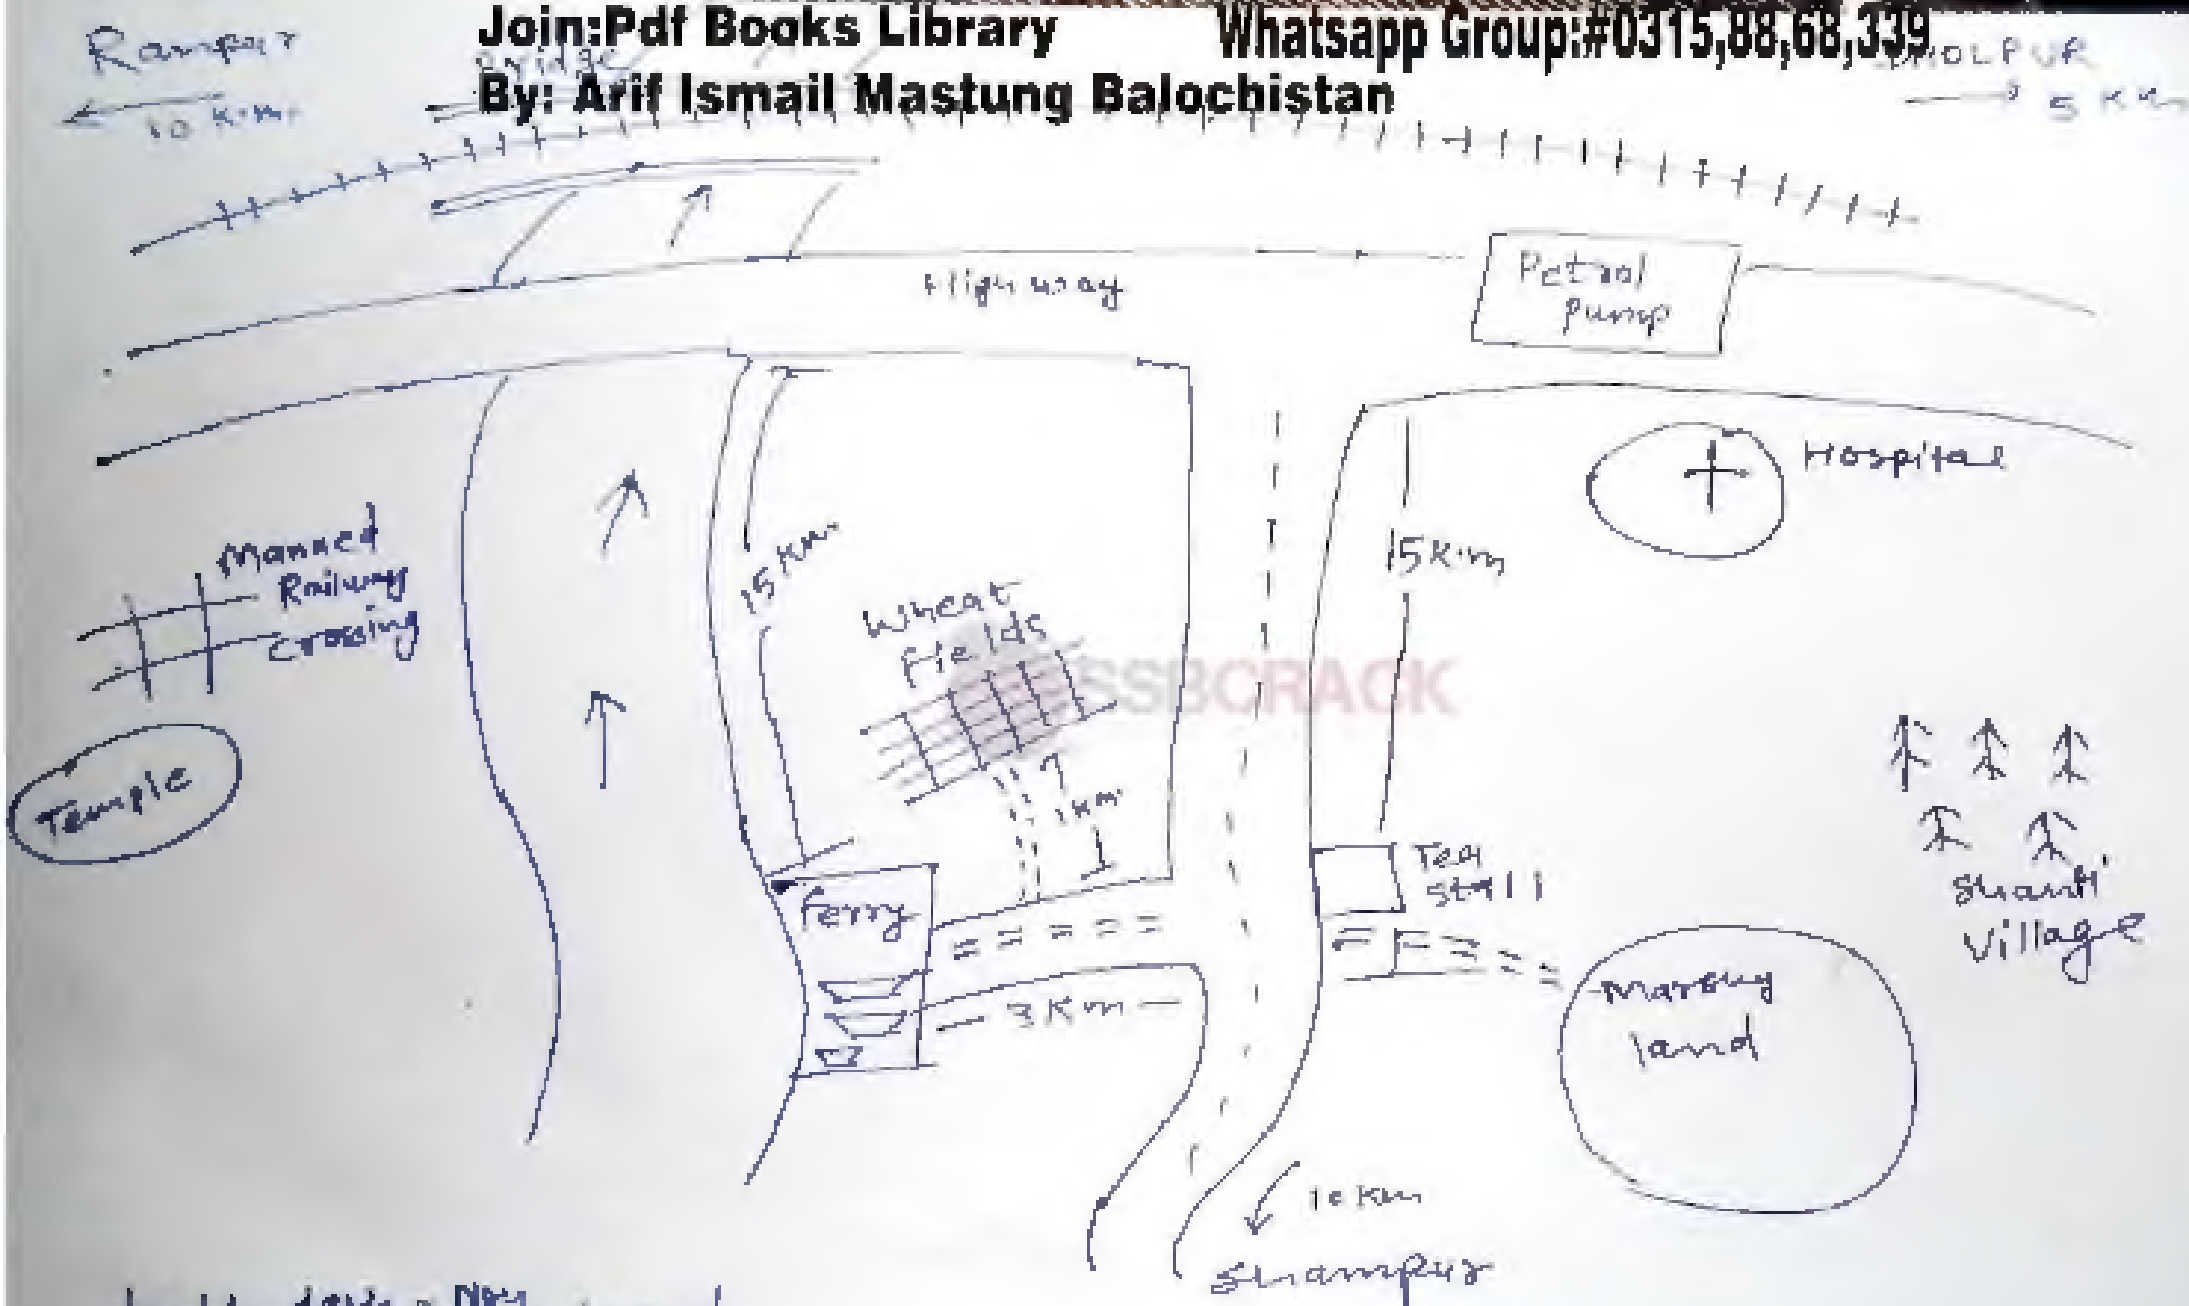 Join:Pdf Books Library Whatsapp Group:#0315,88,68,339
By: Arif Ismail Mastung Balochistan
Rampur
10 K.m.
Bridge
5 Km
Highway
Petrol
Pump
Hospital
Manned
Railway
crossing
15 Km.
15 K.m
Wheat
Fields
SSBCRACK
1 Km.
Temple
Ferry
Tea
Stall
Shanti
Village
3 Km
Marshy
land
10 Km
Shampur